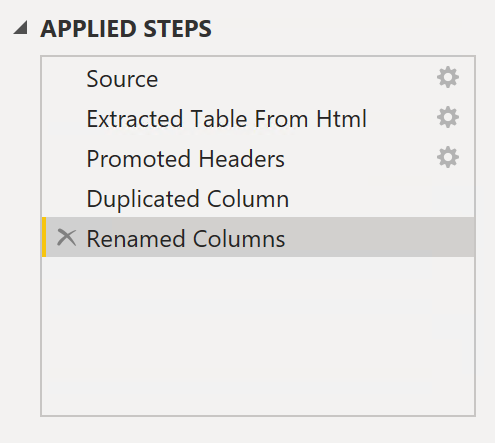 APPLIED STEPS
Source
Extracted Table From Html
Promoted Headers
Duplicated Column
Renamed Columns